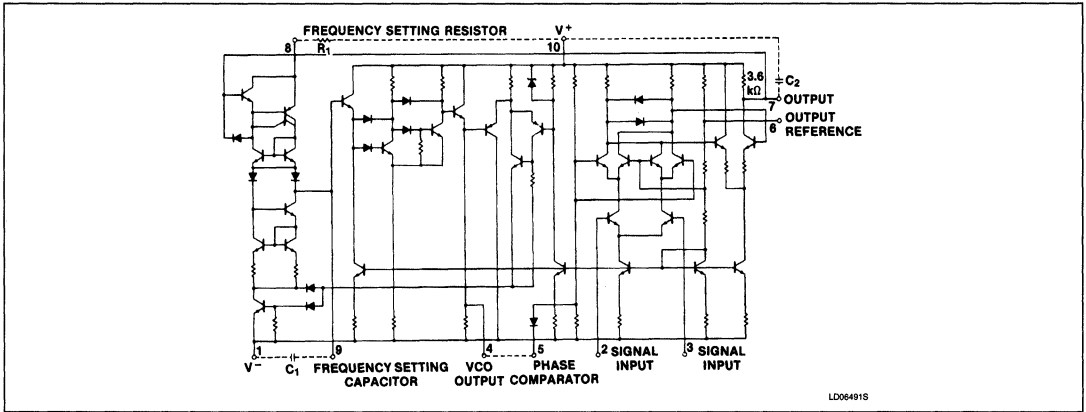 FREQUENCY SETTING RESISTOR
V+
8
R1
10
3.6
kΩ
C2
OUTPUT
7
OUTPUT
6
REFERENCE
1
9
4
5
2 SIGNAL
3 SIGNAL
V−
C1
FREQUENCY SETTING
CAPACITOR
VCO
OUTPUT
PHASE
COMPARATOR
INPUT
INPUT
LD06491S